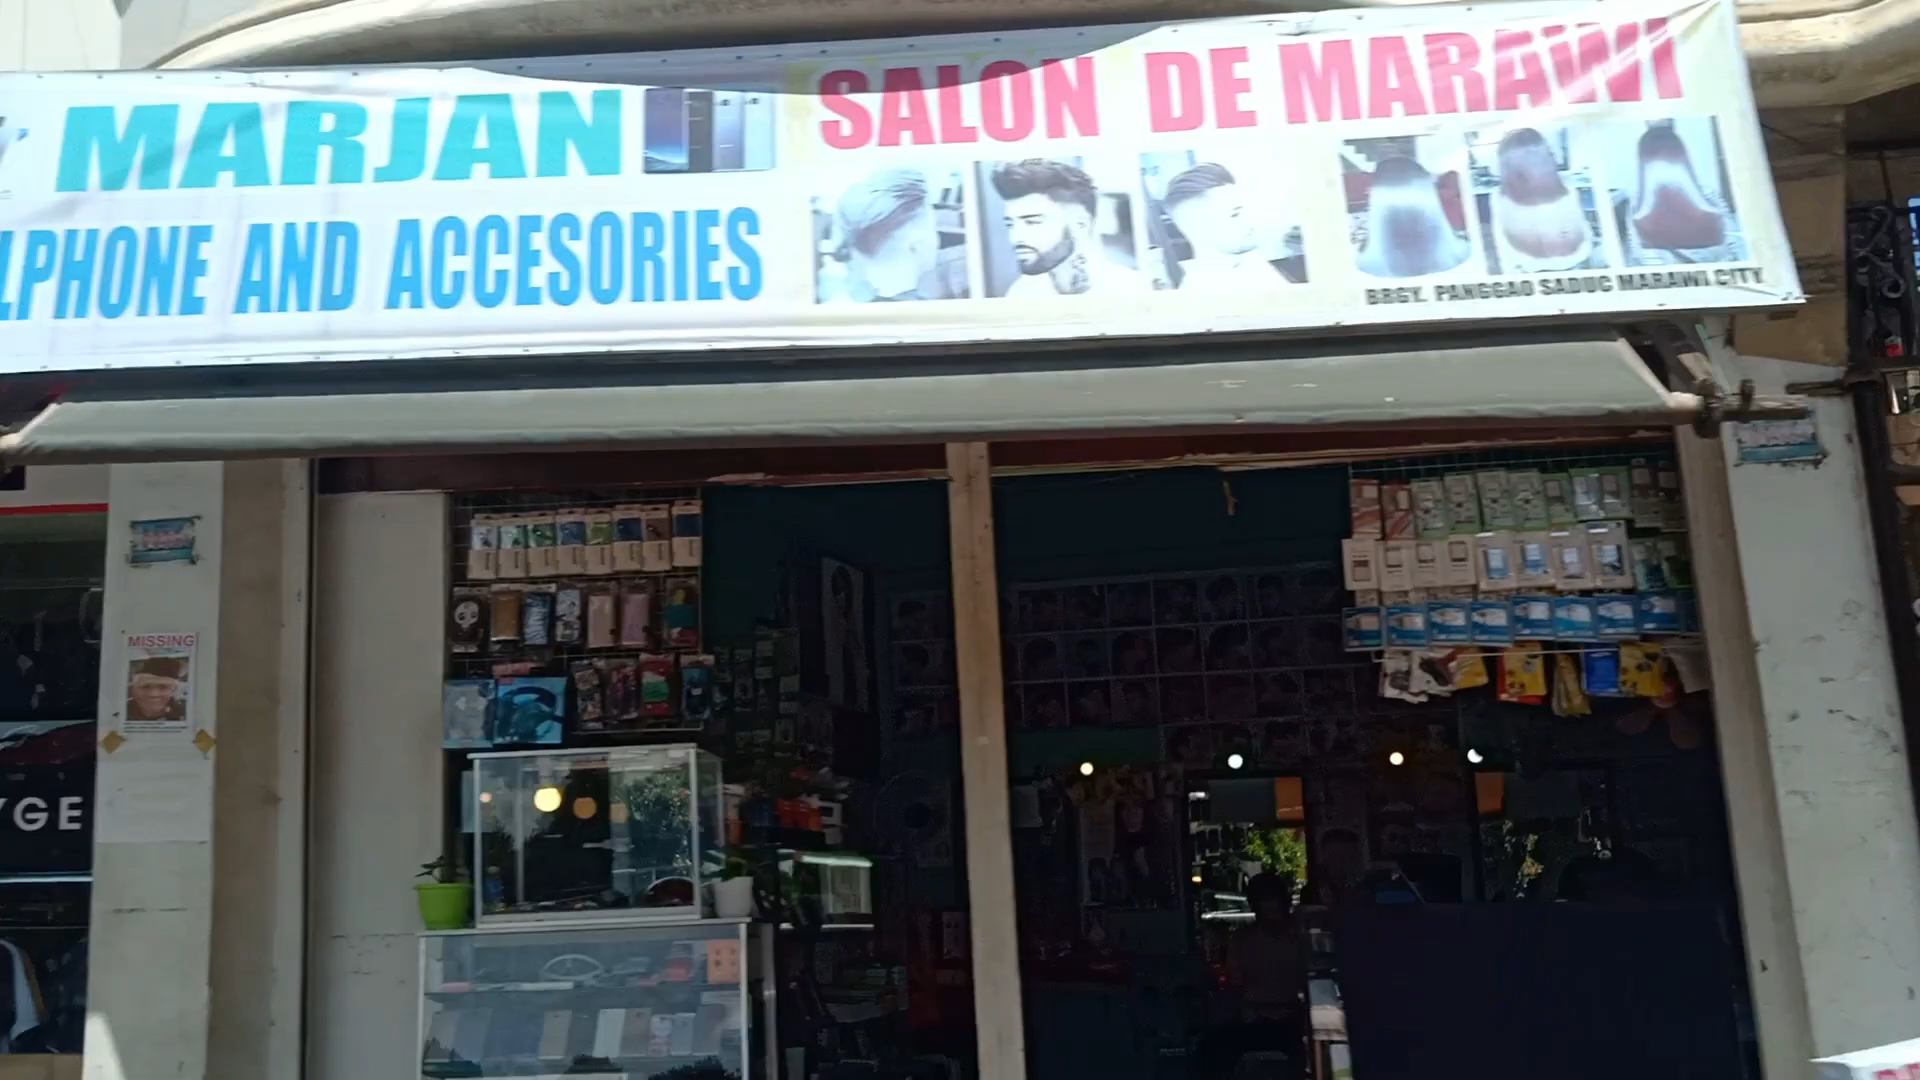 MARJAN
LPHONE AND ACCESORIES
SALON DE MARAWI
BRGY. PANGGAO SADUC MARAWI CITY
MISSING
YGE